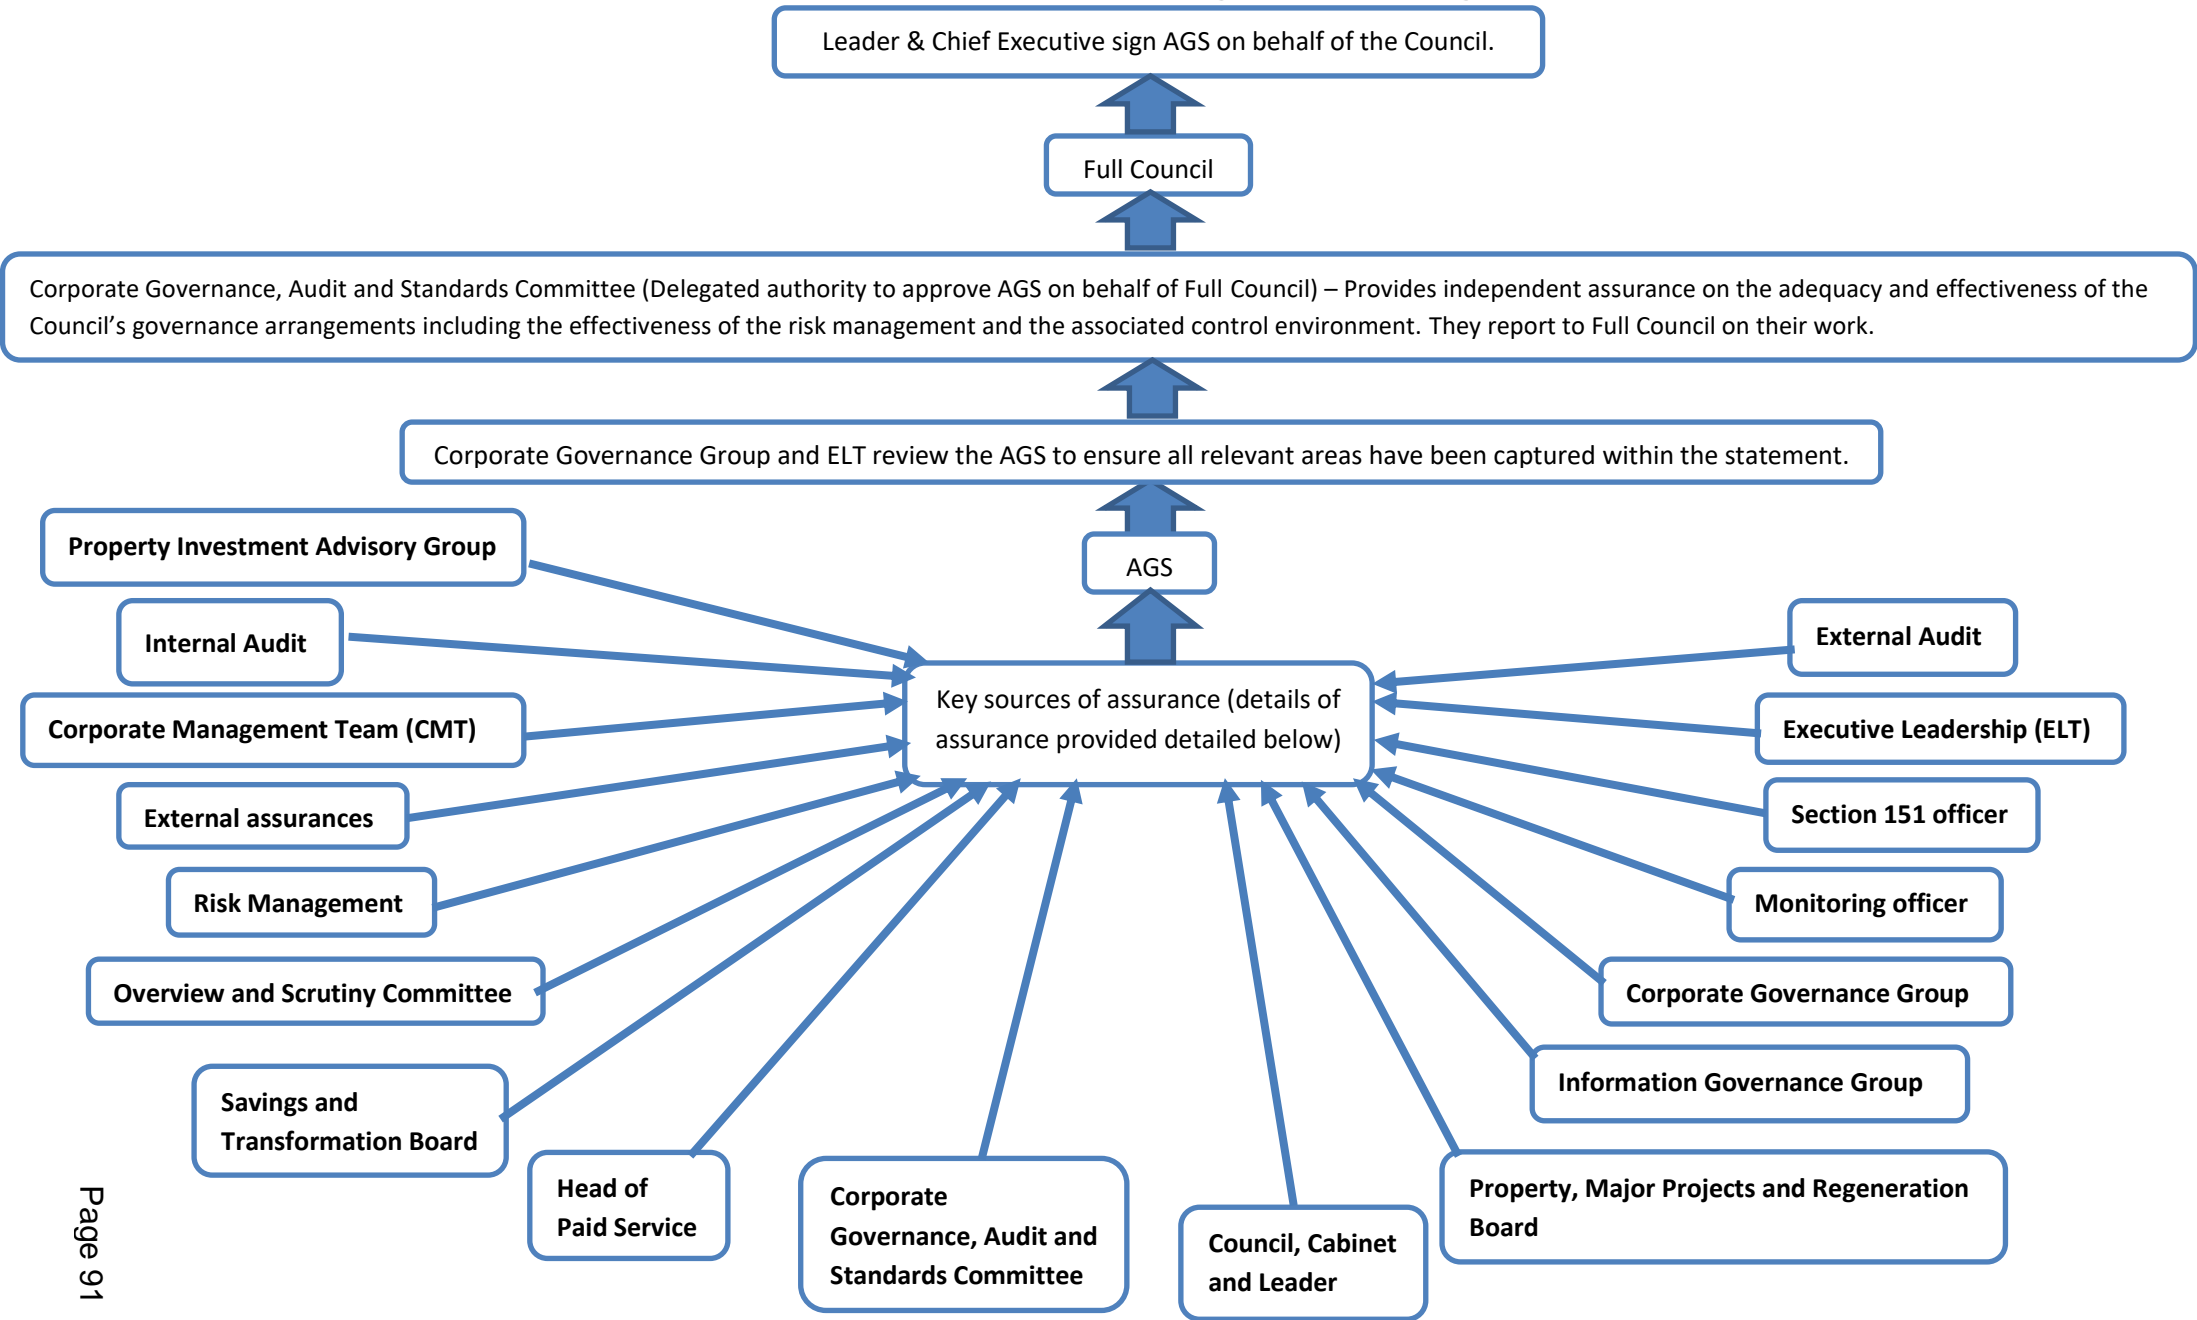 Leader & Chief Executive sign AGS on behalf of the Council.
Full Council
Corporate Governance, Audit and Standards Committee (Delegated authority to approve AGS on behalf of Full Council) – Provides independent assurance on the adequacy and effectiveness of the
Council’s governance arrangements including the effectiveness of the risk management and the associated control environment. They report to Full Council on their work.
Corporate Governance Group and ELT review the AGS to ensure all relevant areas have been captured within the statement.
AGS
Key sources of assurance (details of
assurance provided detailed below)
Property Investment Advisory Group
Internal Audit
Corporate Management Team (CMT)
External assurances
Risk Management
Overview and Scrutiny Committee
Savings and
Transformation Board
Head of
Paid Service
Corporate
Governance, Audit and
Standards Committee
Council, Cabinet
and Leader
Property, Major Projects and Regeneration
Board
Information Governance Group
Corporate Governance Group
Monitoring officer
Section 151 officer
Executive Leadership (ELT)
External Audit
Page 91